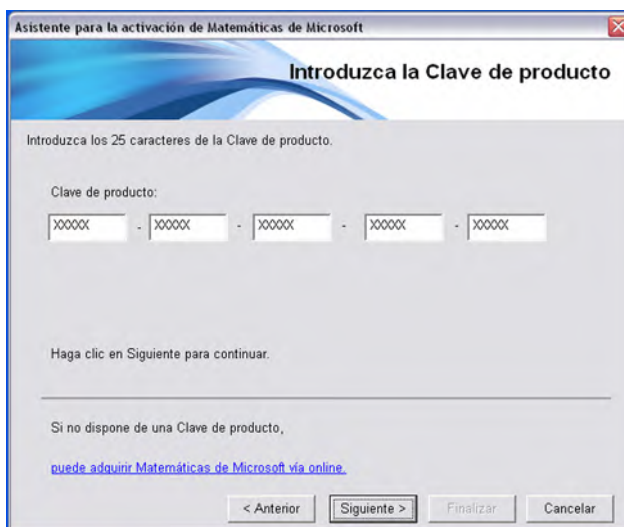 Asistente para la activación de Matemáticas de Microsoft
Introduzca la Clave de producto
Introduzca los 25 caracteres de la Clave de producto.
Clave de producto:
XXXXX - XXXXX - XXXXX - XXXXX - XXXXX
Haga clic en Siguiente para continuar.
Si no dispone de una Clave de producto,
puede adquirir Matemáticas de Microsoft vía online.
< Anterior Siguiente > Finalizar Cancelar